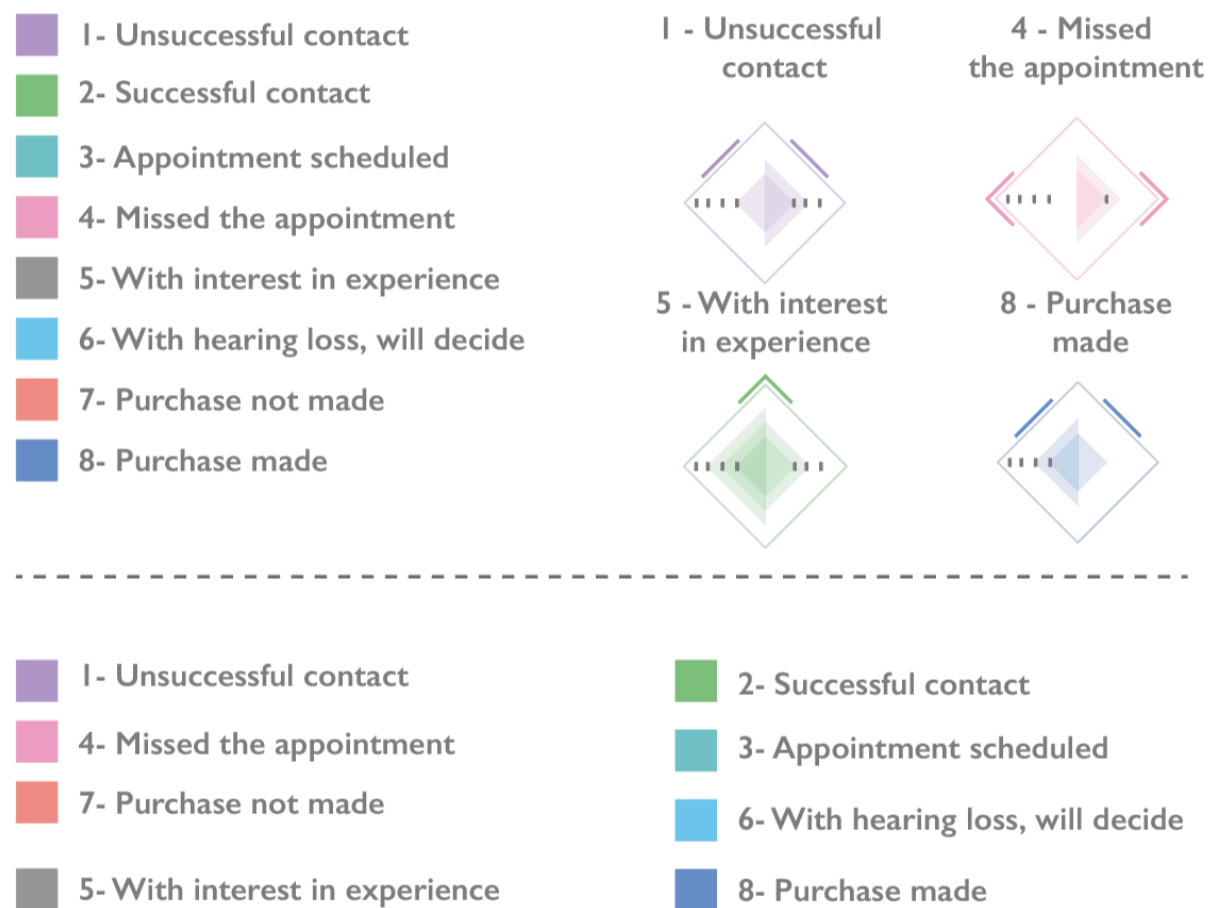 1- Unsuccessful contact
2- Successful contact
3- Appointment scheduled
4- Missed the appointment
5- With interest in experience
6- With hearing loss, will decide
7- Purchase not made
8- Purchase made
1 - Unsuccessful
contact
4 - Missed
the appointment
5 - With interest
in experience
8 - Purchase
made
1- Unsuccessful contact
4- Missed the appointment
7- Purchase not made
5- With interest in experience
2- Successful contact
3- Appointment scheduled
6- With hearing loss, will decide
8- Purchase made